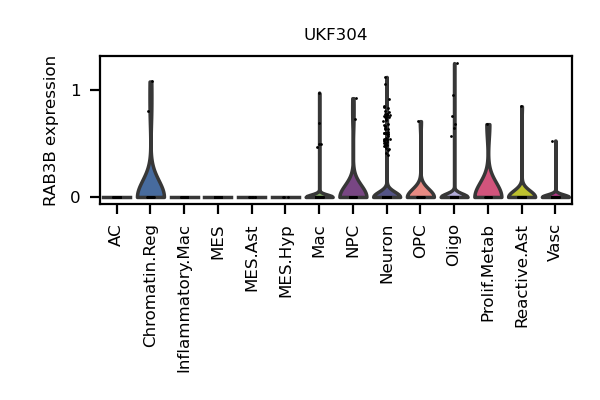 UKF304
RAB3B expression
1
0
AC
Chromatin.Reg
Inflammatory.Mac
MES
MES.Ast
MES.Hyp
Mac
NPC
Neuron
OPC
Oligo
Prolif.Metab
Reactive.Ast
Vasc